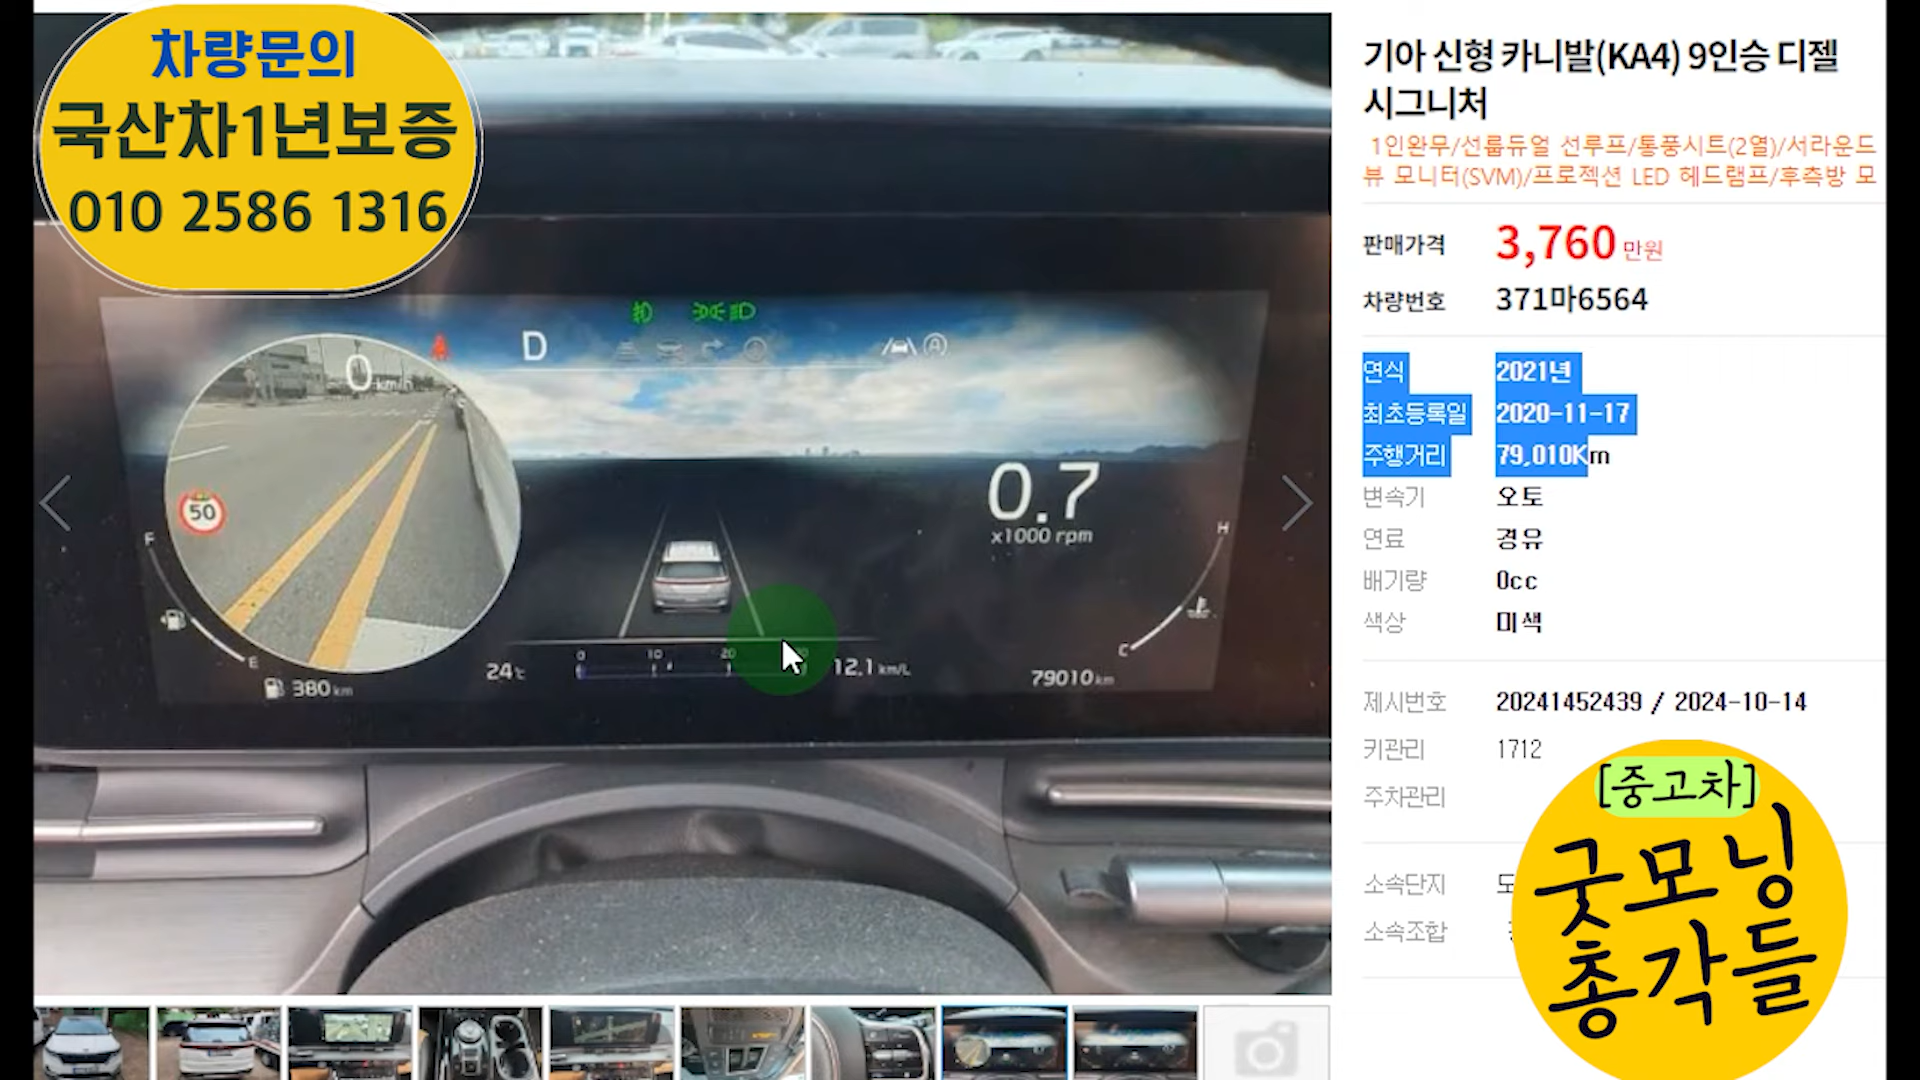 차량문의
국산차1년보증
010 2586 1316
0 km/h
D
50
F
E
380 km
24℃
0 10 20
12.1 km/L
0.7
x1000 rpm
H
C
79010 km
기아 신형 카니발(KA4) 9인승 디젤
시그니처
1인완무/선룹듀얼 선루프/통풍시트(2열)/서라운드
뷰 모니터(SVM)/프로젝션 LED 헤드램프/후측방 모
판매가격 3,760 만원
차량번호 371마6564
연식 2021년
최초등록일 2020-11-17
주행거리 79,010Km
변속기 오토
연료 경유
배기량 0cc
색상 미색
제시번호 20241452439 / 2024-10-14
키관리 1712
주차관리
소속단지
소속조합
[중고차]
굿모닝
총각들